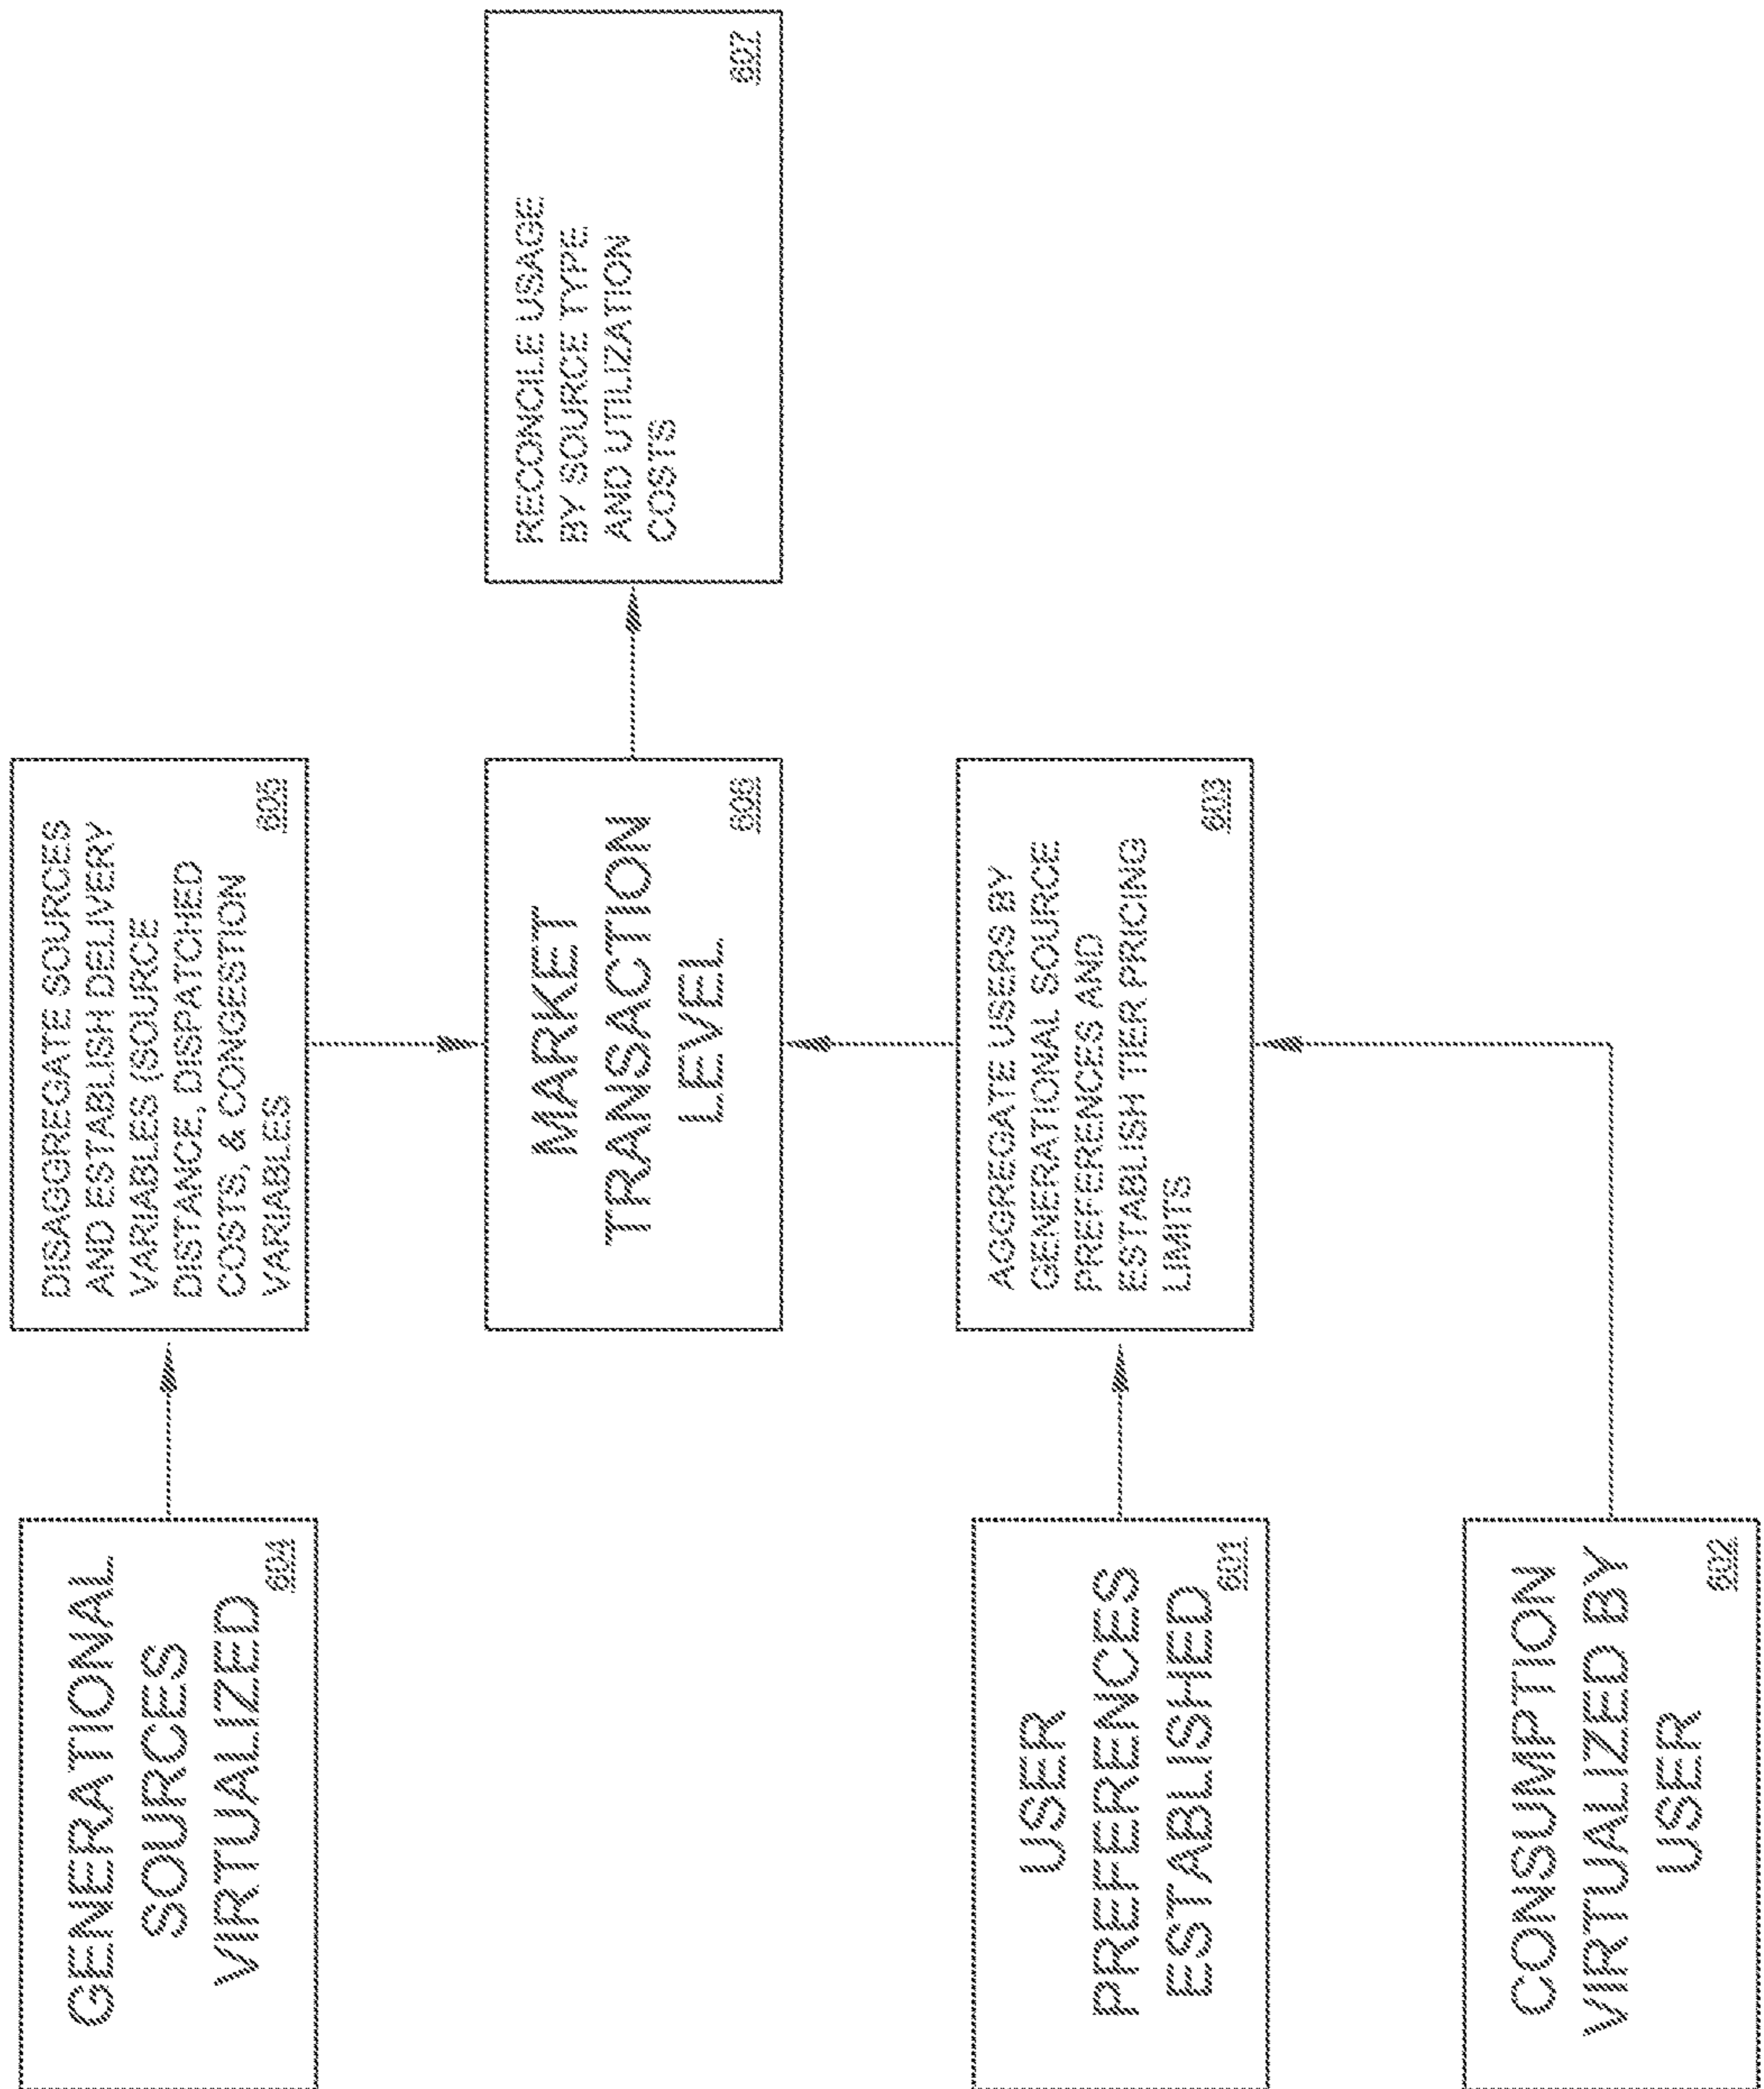 GENERATIONAL
SOURCES
VIRTUALIZED
604
DISAGGREGATE SOURCES
AND ESTABLISH DELIVERY
VARIABLES (SOURCE
DISTANCE, DISPATCHED
COSTS, & CONGESTION
VARIABLES
605
MARKET
TRANSACTION
LEVEL
606
RECONCILE USAGE
BY SOURCE TYPE
AND UTILIZATION
COSTS
607
USER
PREFERENCES
ESTABLISHED
601
AGGREGATE USERS BY
GENERATIONAL SOURCE
PREFERENCES AND
ESTABLISH TIER PRICING
LIMITS
603
CONSUMPTION
VIRTUALIZED BY
USER
602